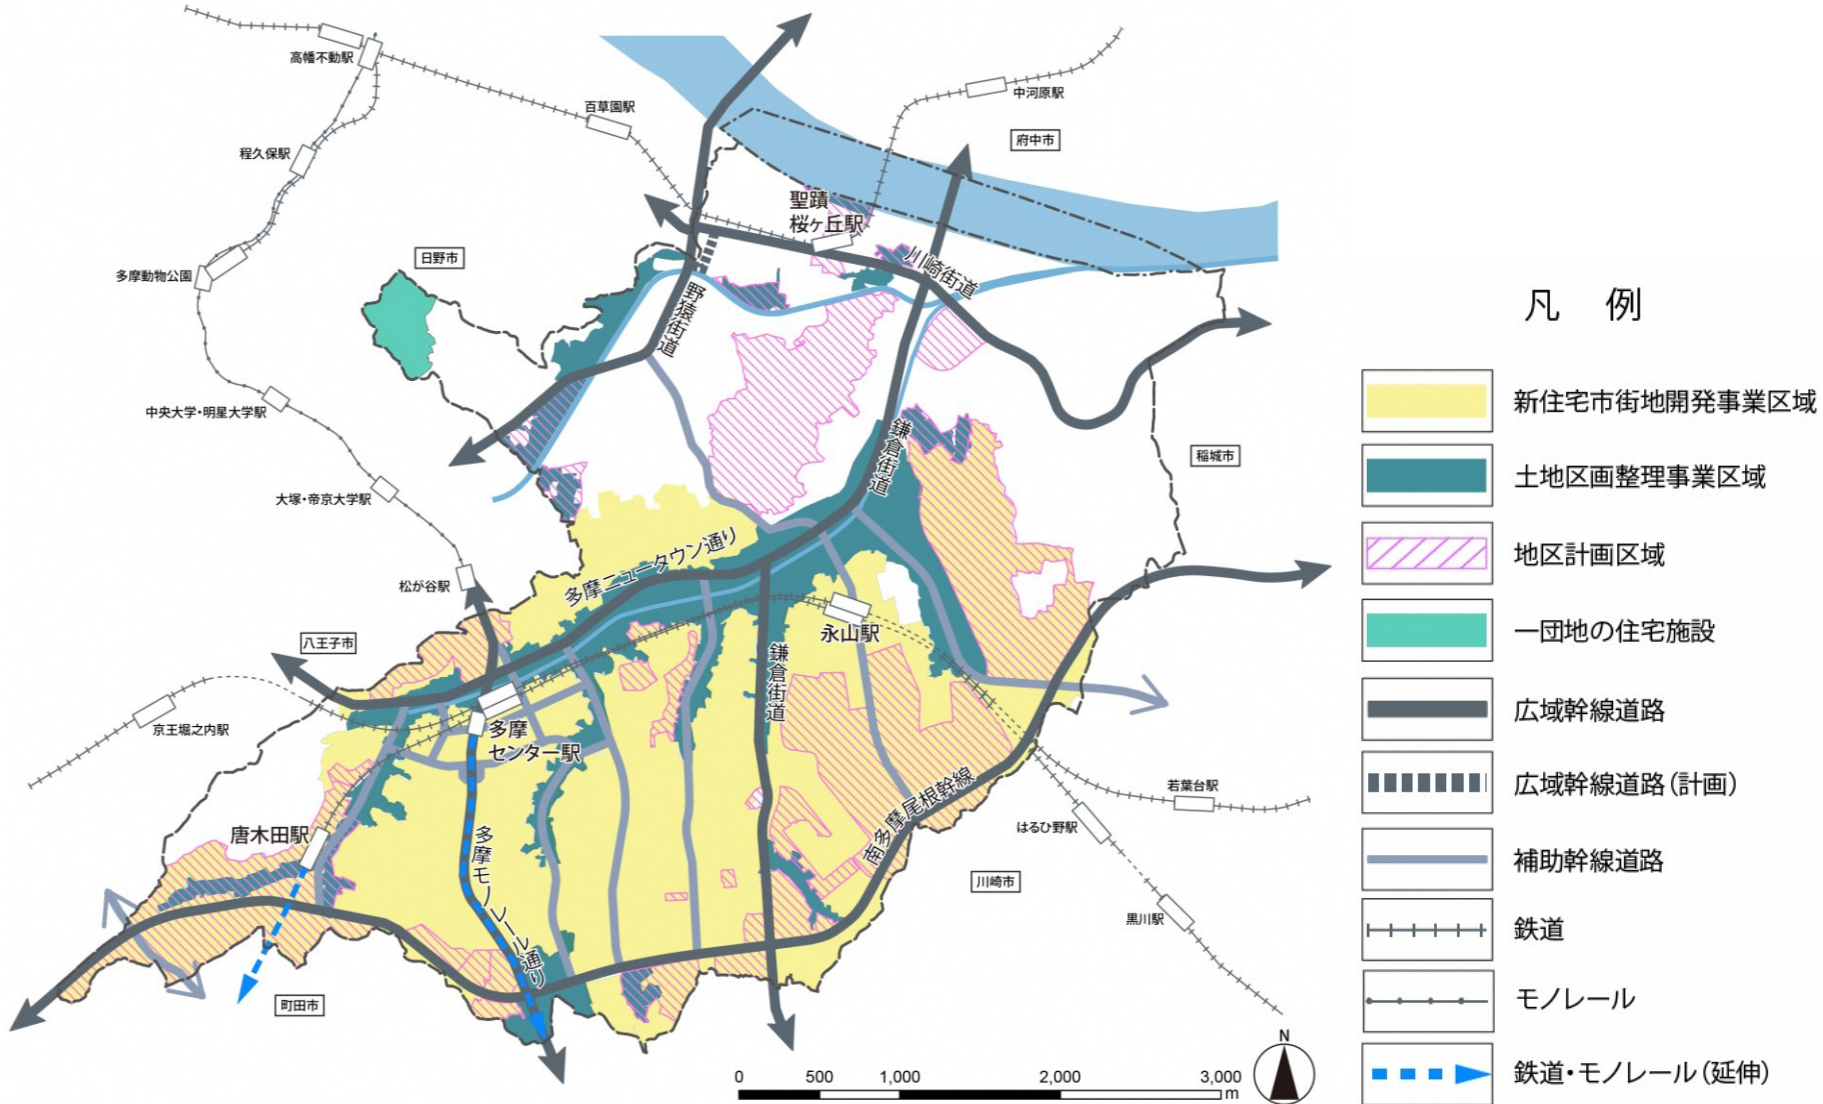 高幡不動駅
百草園駅
中河原駅
府中市
程久保駅
聖蹟
桜ヶ丘駅
日野市
多摩動物公園
川崎街道
野猿街道
中央大学・明星大学駅
鎌倉街道
稲城市
大塚・帝京大学駅
多摩ニュータウン通り
松が谷駅
永山駅
八王子市
鎌倉街道
京王堀之内駅
多摩
センター駅
若葉台駅
はるひ野駅
南多摩尾根幹線
唐木田駅
多摩モノレール通り
川崎市
黒川駅
町田市
凡 例
新住宅市街地開発事業区域
土地区画整理事業区域
地区計画区域
一団地の住宅施設
広域幹線道路
広域幹線道路(計画)
補助幹線道路
鉄道
モノレール
鉄道・モノレール(延伸)
N
0 500 1,000 2,000 3,000
m